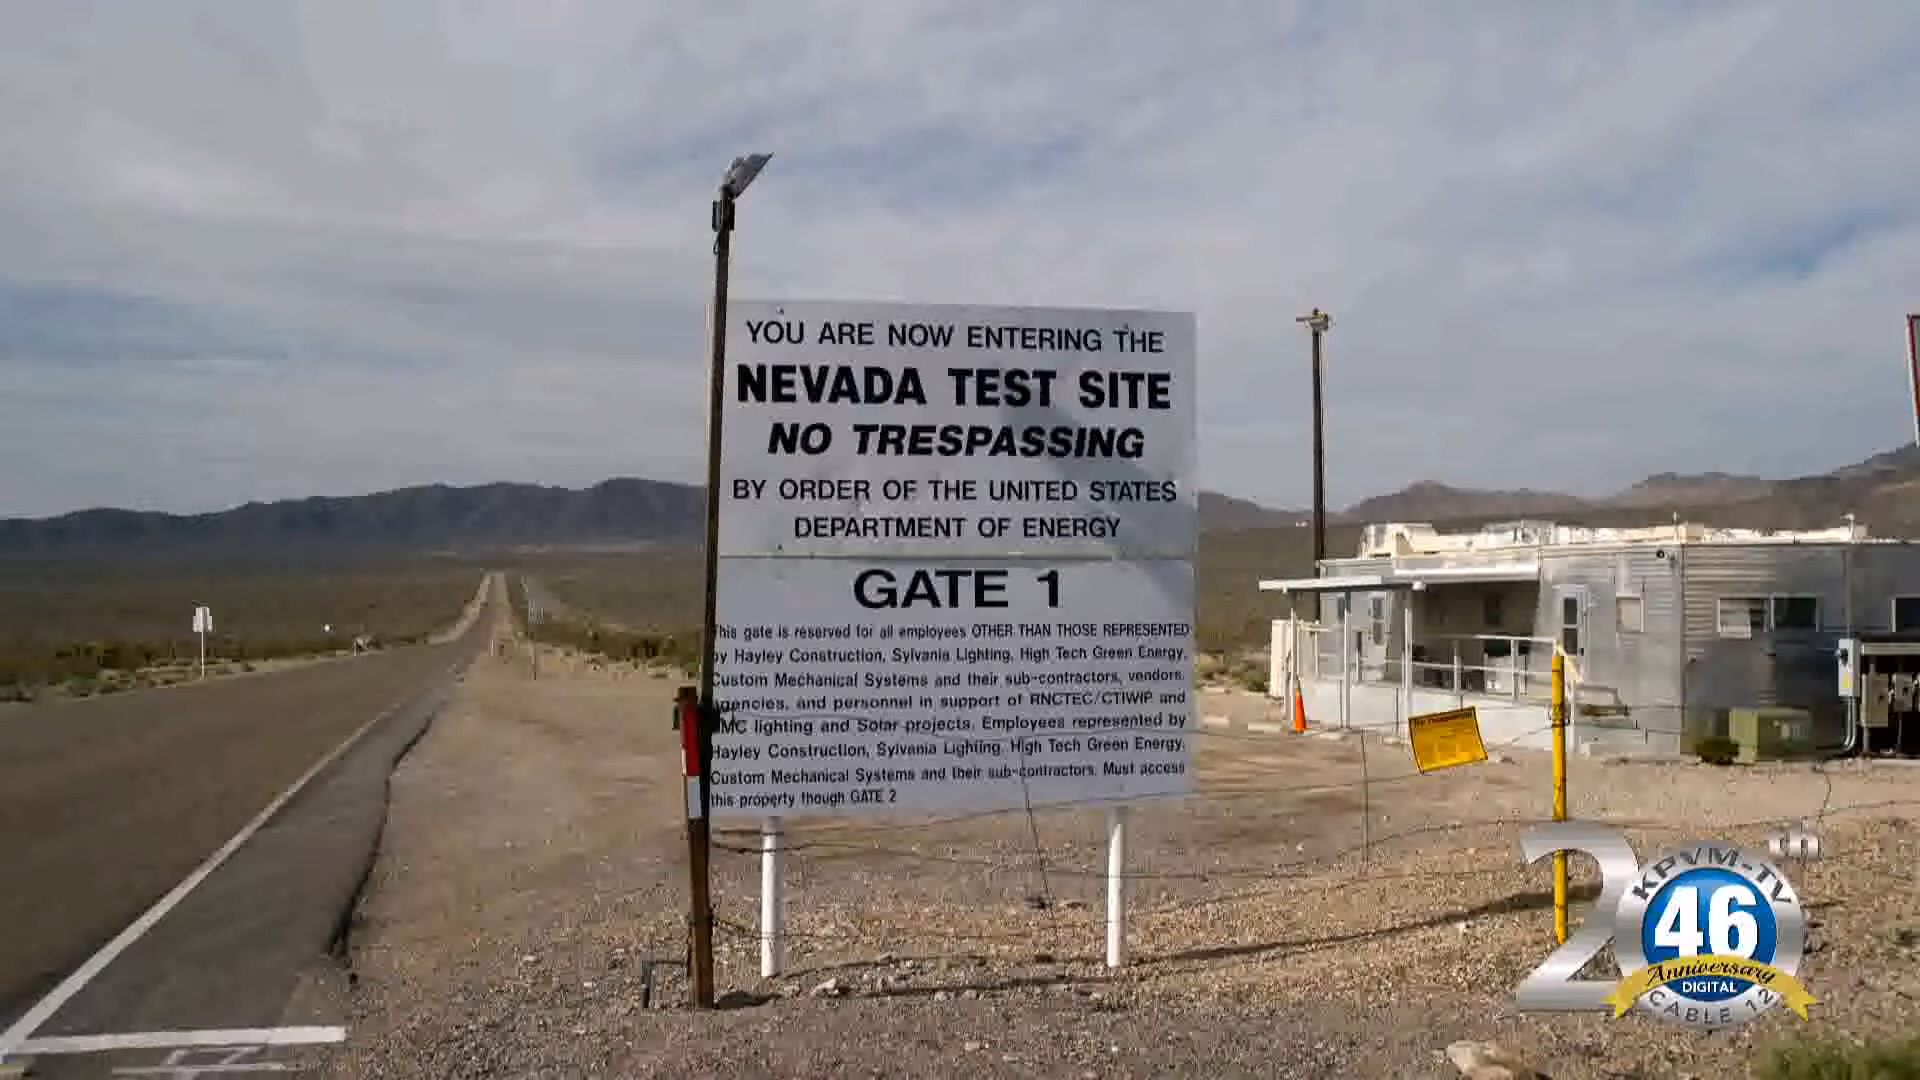 YOU ARE NOW ENTERING THE
NEVADA TEST SITE
NO TRESPASSING
BY ORDER OF THE UNITED STATES
DEPARTMENT OF ENERGY
GATE 1
This gate is reserved for all employees OTHER THAN THOSE REPRESENTED
by Hayley Construction, Sylvania Lighting, High Tech Green Energy,
Custom Mechanical Systems and their sub-contractors, vendors,
agencies, and personnel in support of RNCTEC/CTIWIP and
lighting and Solar projects. Employees represented by
Hayley Construction, Sylvania Lighting, High Tech Green Energy,
Custom Mechanical Systems and their sub-contractors. Must access
this property though GATE 2
20th
KPVM-TV
46
Anniversary
DIGITAL
CABLE 12